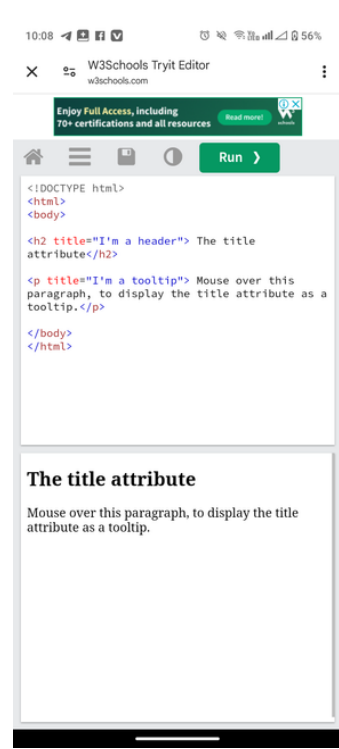 10:08 56%
W3Schools Tryit Editor
w3schools.com
Enjoy Full Access, including
70+ certifications and all resources
Read more!
schools
Run ❯
<!DOCTYPE html>
<html>
<body>
<h2 title="I'm a header"> The title
attribute</h2>
<p title="I'm a tooltip"> Mouse over this
paragraph, to display the title attribute as a
tooltip.</p>
</body>
</html>
The title attribute
Mouse over this paragraph, to display the title
attribute as a tooltip.